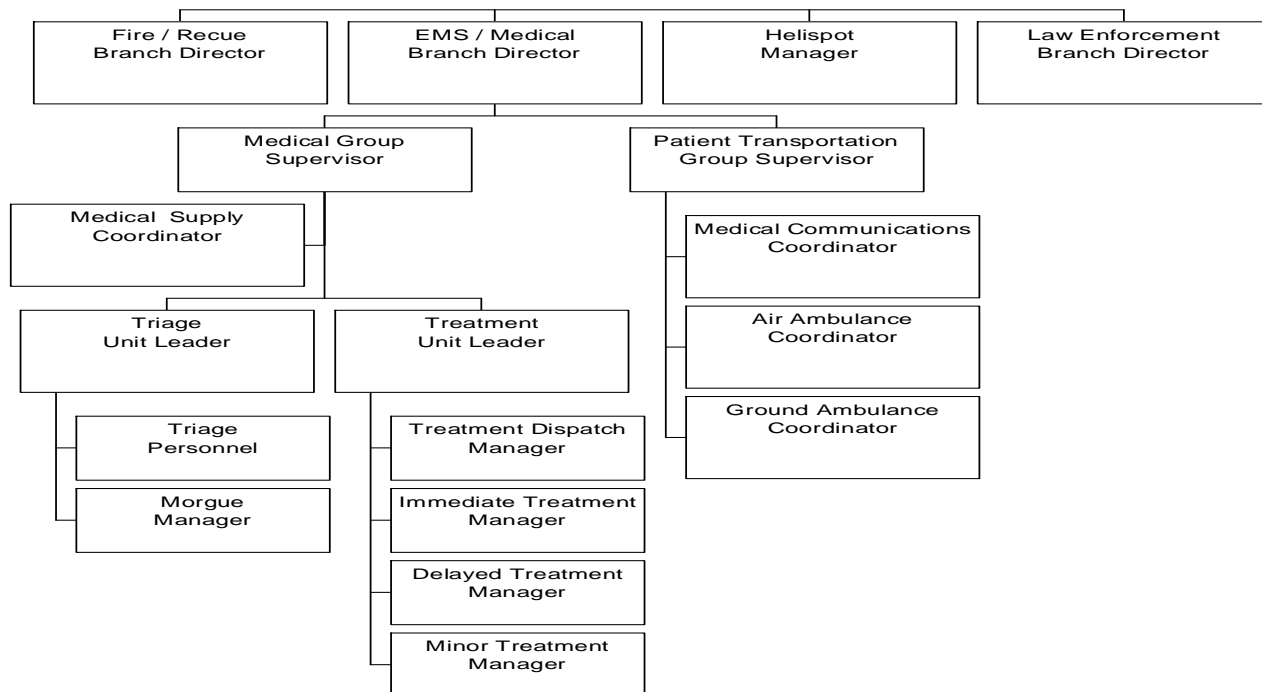 Fire / Recue
Branch Director
EMS / Medical
Branch Director
Helispot
Manager
Law Enforcement
Branch Director
Medical Group
Supervisor
Patient Transportation
Group Supervisor
Medical Supply
Coordinator
Medical Communications
Coordinator
Triage
Unit Leader
Treatment
Unit Leader
Air Ambulance
Coordinator
Ground Ambulance
Coordinator
Triage
Personnel
Treatment Dispatch
Manager
Morgue
Manager
Immediate Treatment
Manager
Delayed Treatment
Manager
Minor Treatment
Manager